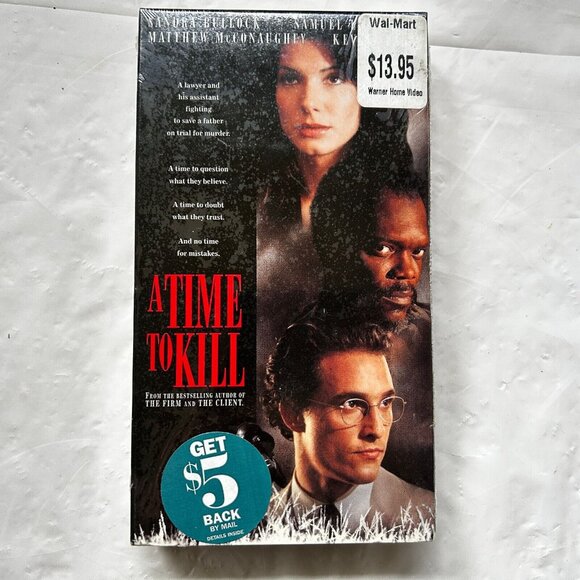 SANDRA BULLOCK SAMUEL
MATTHEW McCONAUGHEY
Wal-Mart
$13.95
Warner Home Video
A lawyer and
his assistant
fighting
to save a father
on trial for murder.
A time to question
what they believe.
A time to doubt
what they trust.
And no time
for mistakes.
A TIME
TO KILL
FROM THE BESTSELLING AUTHOR OF
THE FIRM AND THE CLIENT.
GET
$5
BACK
BY MAIL
DETAILS INSIDE